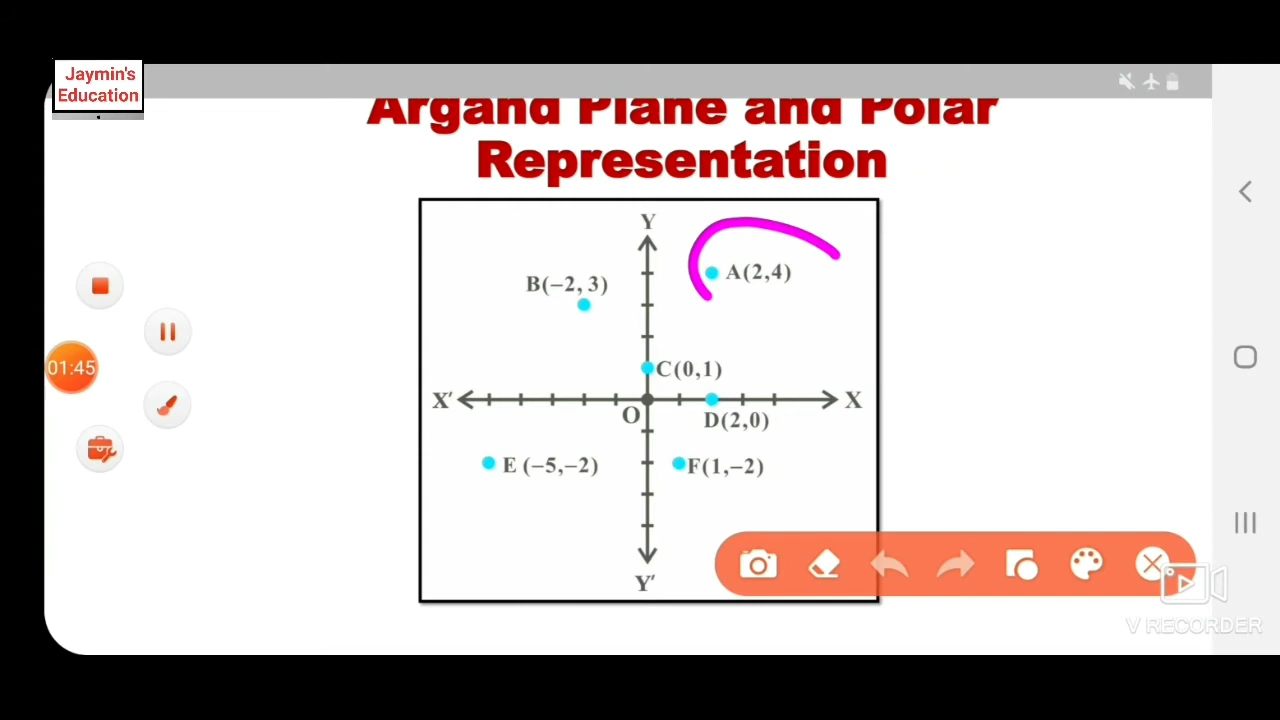 Jaymin's
Education
Argand Plane and Polar
Representation
Y
A(2,4)
B(−2, 3)
C(0,1)
X′
X
O
D(2,0)
01:45
E (−5,−2)
F(1,−2)
Y′
V RECORDER